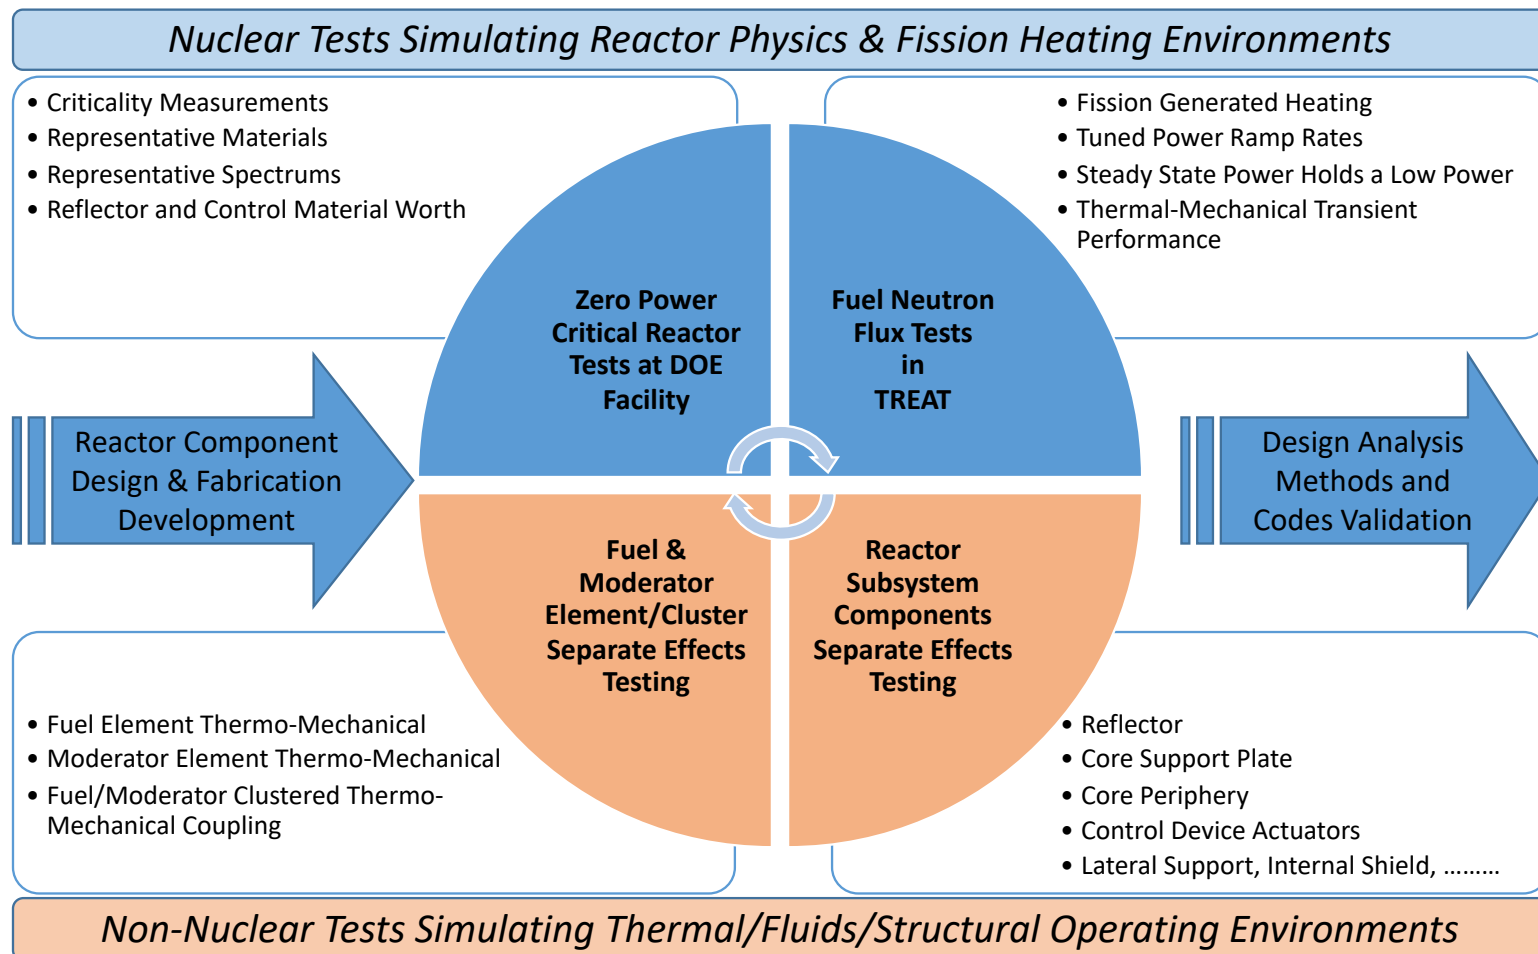 Nuclear Tests Simulating Reactor Physics & Fission Heating Environments
• Criticality Measurements
• Representative Materials
• Representative Spectrums
• Reflector and Control Material Worth
• Fission Generated Heating
• Tuned Power Ramp Rates
• Steady State Power Holds a Low Power
• Thermal-Mechanical Transient
Performance
Zero Power
Critical Reactor
Tests at DOE
Facility
Fuel Neutron
Flux Tests
in
TREAT
Reactor Component
Design & Fabrication
Development
Design Analysis
Methods and
Codes Validation
Fuel &
Moderator
Element/Cluster
Separate Effects
Testing
Reactor
Subsystem
Components
Separate Effects
Testing
• Fuel Element Thermo-Mechanical
• Moderator Element Thermo-Mechanical
• Fuel/Moderator Clustered Thermo-
Mechanical Coupling
• Reflector
• Core Support Plate
• Core Periphery
• Control Device Actuators
• Lateral Support, Internal Shield, ………
Non-Nuclear Tests Simulating Thermal/Fluids/Structural Operating Environments